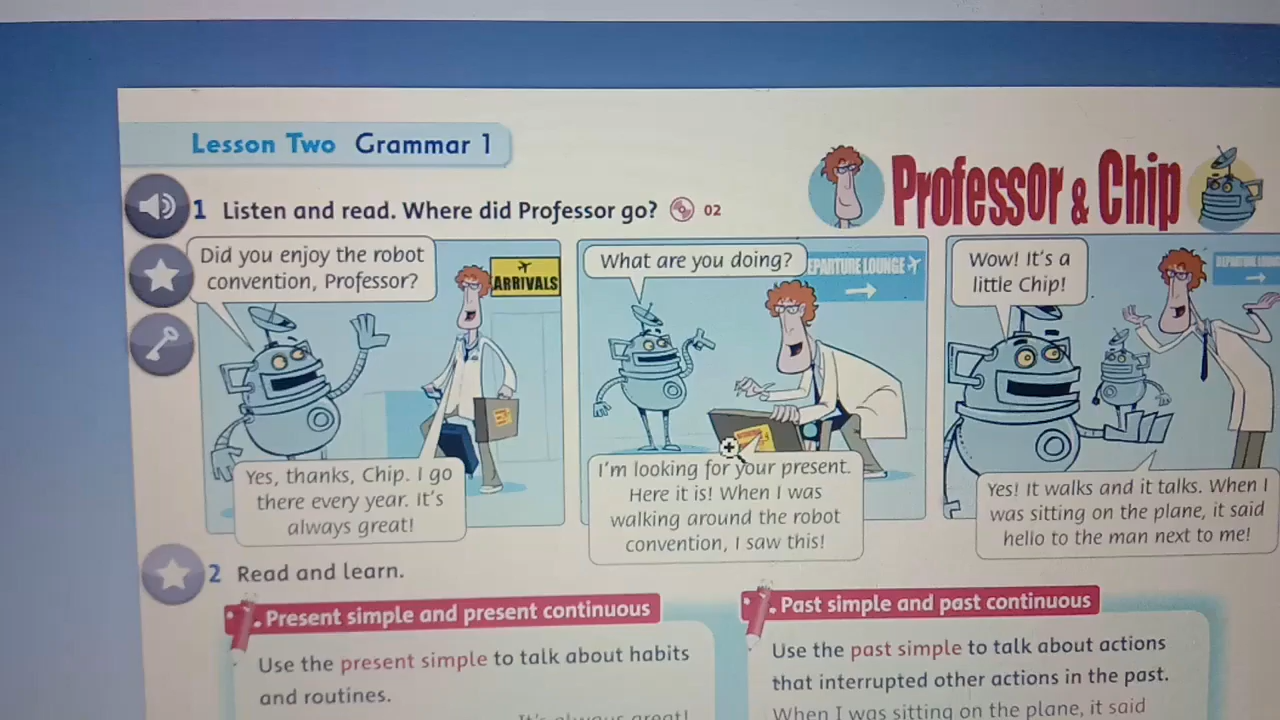 Lesson Two Grammar 1
1 Listen and read. Where did Professor go? 02
Professor & Chip
Did you enjoy the robot
convention, Professor?
ARRIVALS
Yes, thanks, Chip. I go
there every year. It's
always great!
What are you doing?
EPARTURE LOUNGE
I'm looking for your present.
Here it is! When I was
walking around the robot
convention, I saw this!
Wow! It's a
little Chip!
Yes! It walks and it talks. When I
was sitting on the plane, it said
hello to the man next to me!
2 Read and learn.
Present simple and present continuous
Use the present simple to talk about habits
and routines.
It's always great!
Past simple and past continuous
Use the past simple to talk about actions
that interrupted other actions in the past.
When I was sitting on the plane, it said